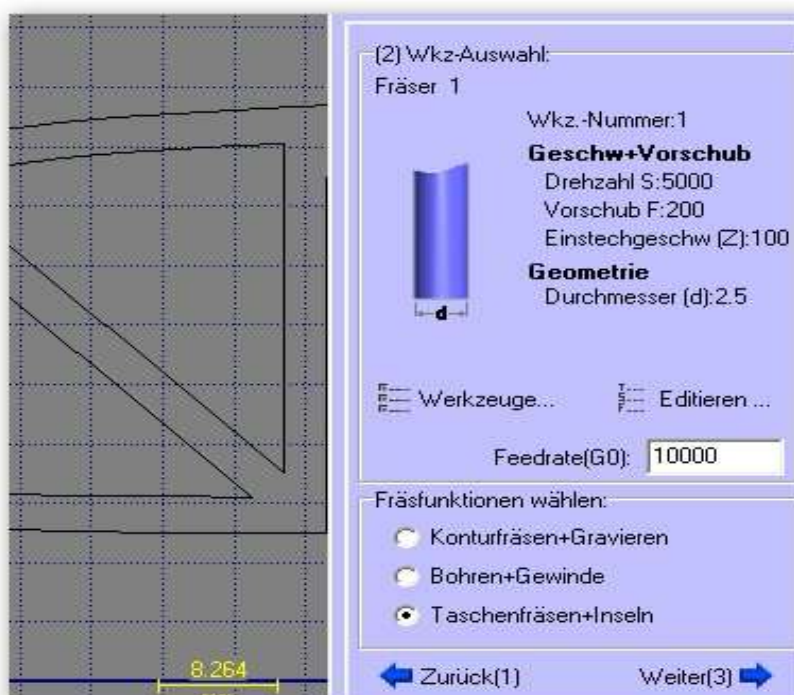 (2) Wkz-Auswahl:
Fräser 1
Wkz.-Nummer:1
Geschw+Vorschub
Drehzahl S:5000
Vorschub F:200
Einstechgeschw (Z):100
Geometrie
Durchmesser (d):2.5
d
Werkzeuge...
Editieren ...
Feedrate(G0): 10000
Fräsfunktionen wählen:
Konturfräsen+Gravieren
Bohren+Gewinde
Taschenfräsen+Inseln
8.264
Zurück(1)
Weiter(3)